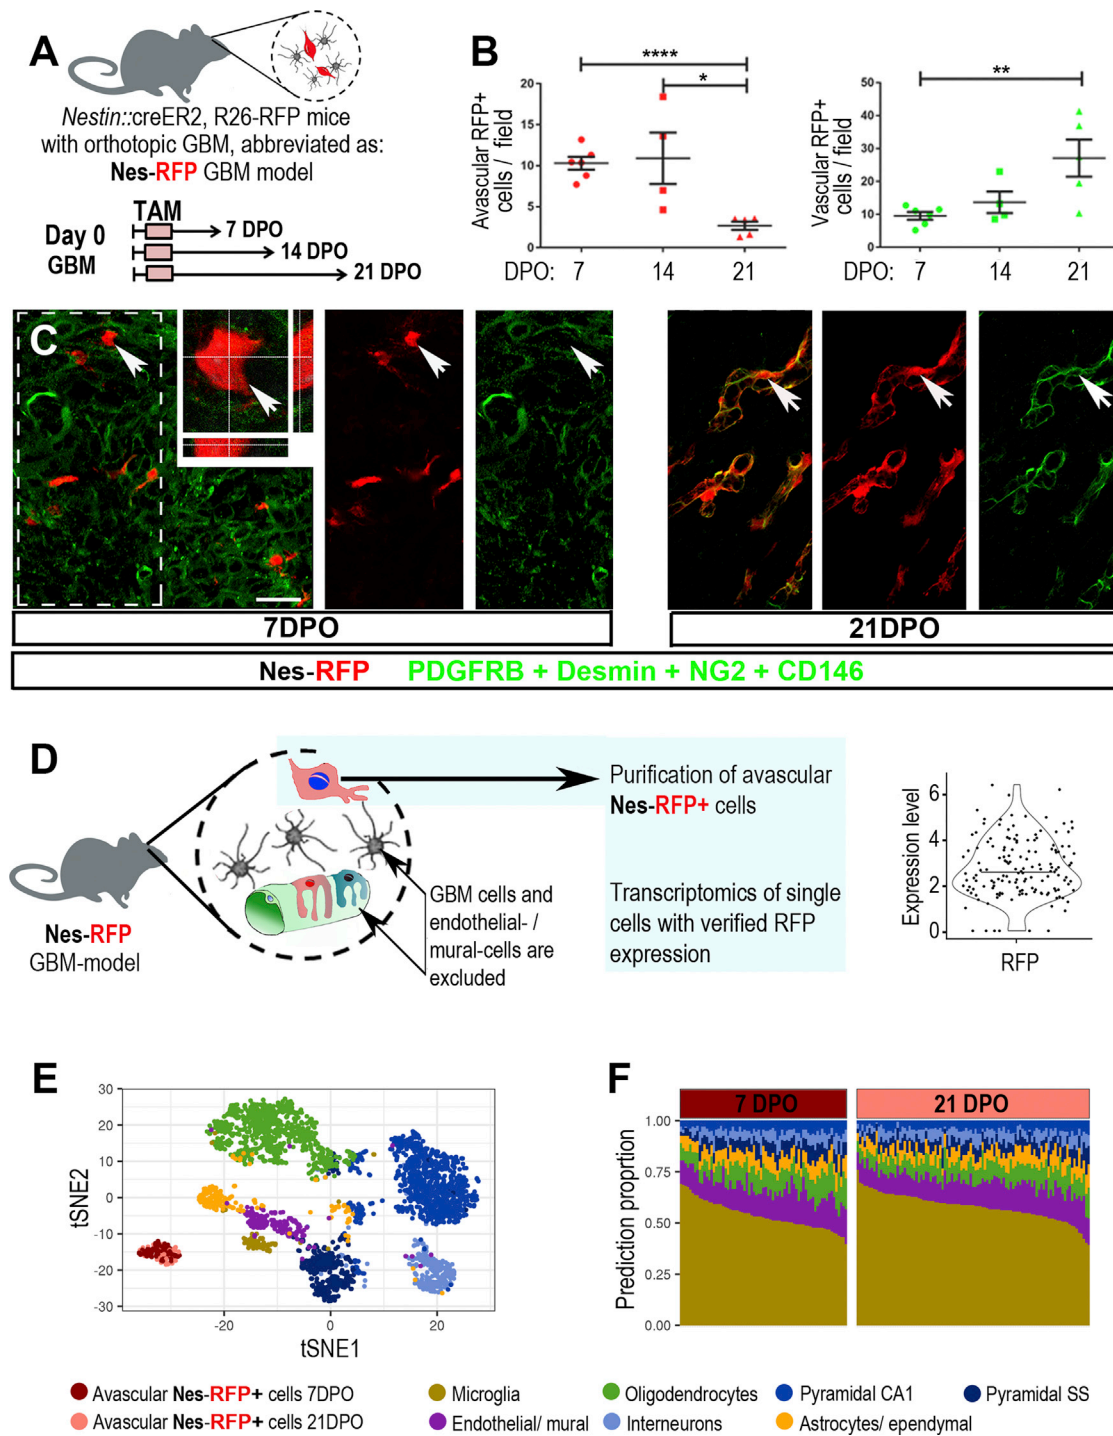 A
Nestin::creER2, R26-RFP mice
with orthotopic GBM, abbreviated as:
Nes-RFP GBM model
Day 0
GBM
TAM
7 DPO
14 DPO
21 DPO
B
Avascular RFP+
cells / field
20
15
10
5
0
****
*
DPO: 7 14 21
Vascular RFP+
cells / field
50
40
30
20
10
0
**
DPO: 7 14 21
C
7DPO
21DPO
Nes-RFP PDGFRB + Desmin + NG2 + CD146
D
Nes-RFP
GBM-model
GBM cells and
endothelial- /
mural-cells are
excluded
Purification of avascular
Nes-RFP+ cells
Transcriptomics of single
cells with verified RFP
expression
Expression level
6
4
2
0
RFP
E
tSNE2
30
20
10
0
-10
-20
-30
-20 0 20
tSNE1
F
7 DPO
21 DPO
Prediction proportion
1.00
0.75
0.50
0.25
0.00
Avascular Nes-RFP+ cells 7DPO
Avascular Nes-RFP+ cells 21DPO
Microglia
Endothelial/ mural
Oligodendrocytes
Interneurons
Pyramidal CA1
Astrocytes/ ependymal
Pyramidal SS